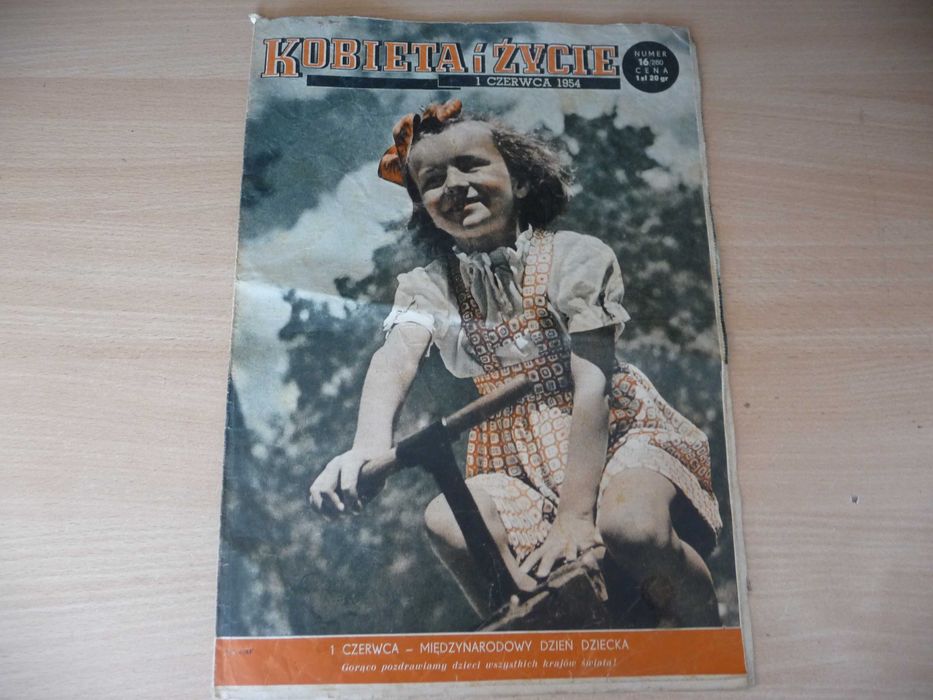 KOBIETA i ŻYCIE
1 CZERWCA 1954
NUMER
16/260
CENA
1 zł 20 gr
1 CZERWCA – MIĘDZYNARODOWY DZIEŃ DZIECKA
Gorąco pozdrawiamy dzieci wszystkich krajów świata!